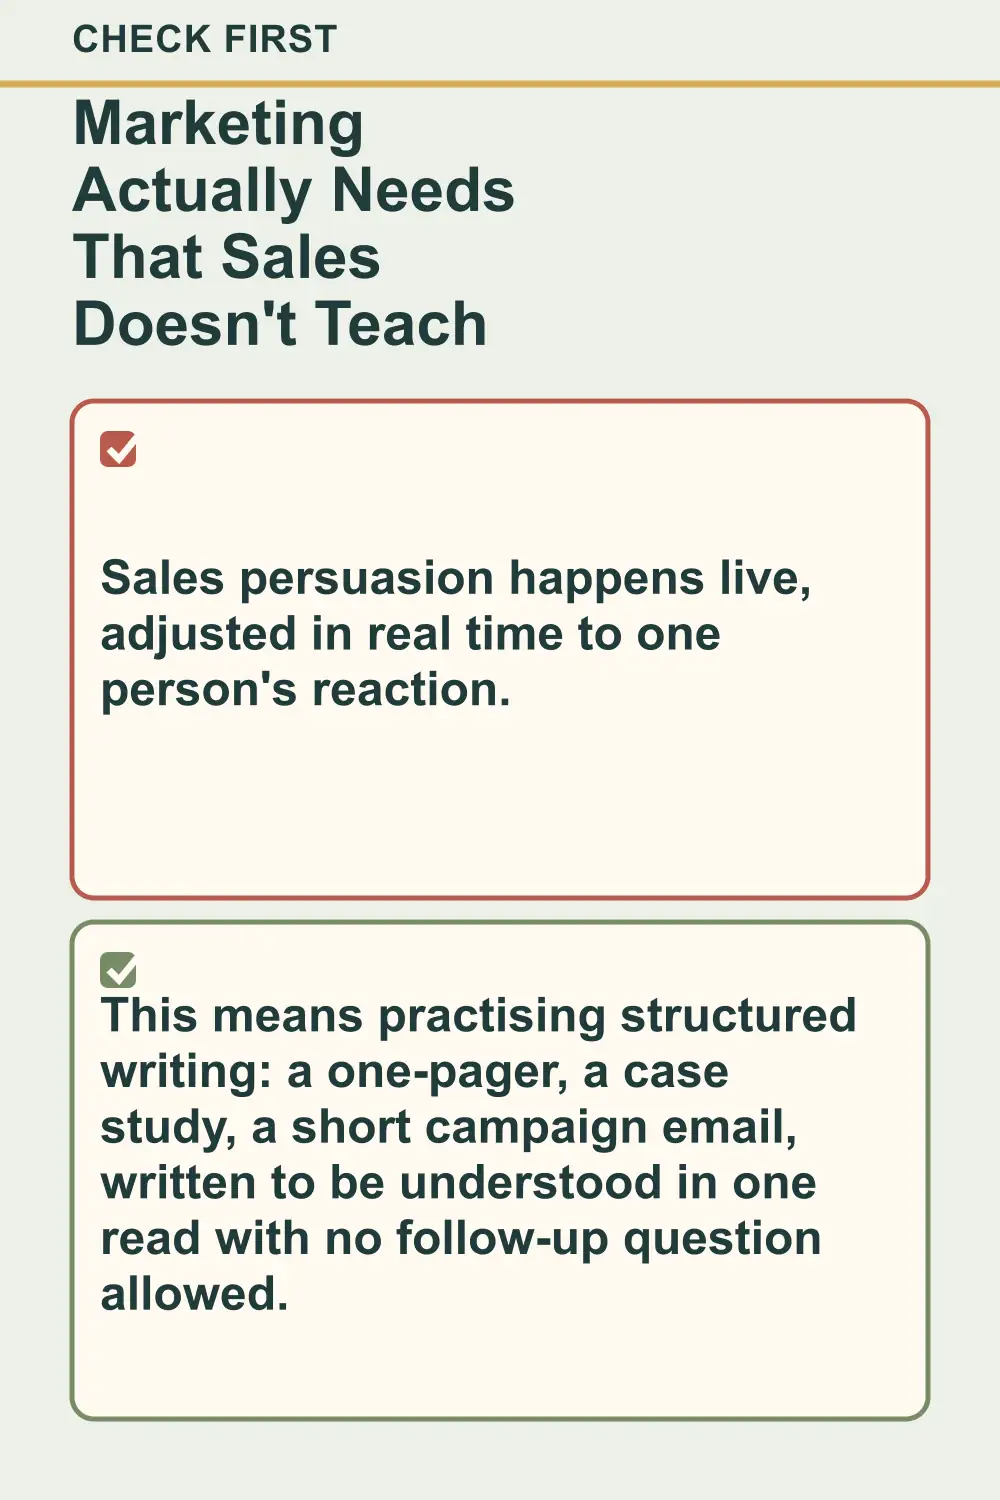 CHECK FIRST
Marketing
Actually Needs
That Sales
Doesn't Teach
Sales persuasion happens live,
adjusted in real time to one
person's reaction.
This means practising structured
writing: a one-pager, a case
study, a short campaign email,
written to be understood in one
read with no follow-up question
allowed.